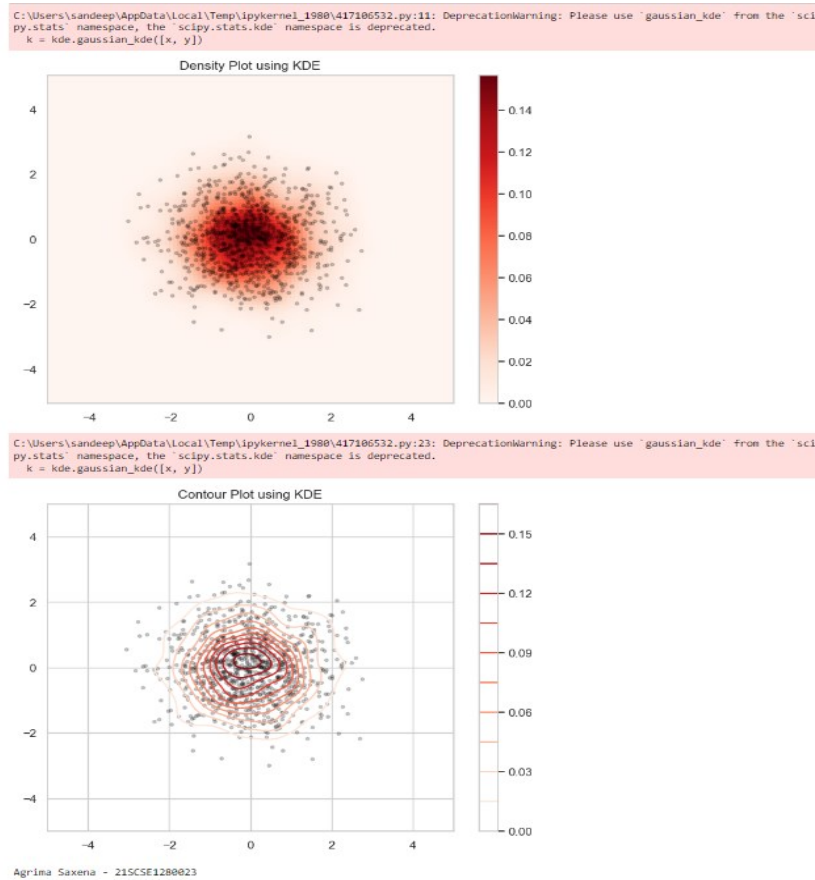 C:\Users\sandeep\AppData\Local\Temp\ipykernel_1980\417106532.py:11: DeprecationWarning: Please use `gaussian_kde` from the `sci
py.stats` namespace, the `scipy.stats.kde` namespace is deprecated.
k = kde.gaussian_kde([x, y])
Density Plot using KDE
4
2
0
−2
−4
−4 −2 0 2 4
0.14
0.12
0.10
0.08
0.06
0.04
0.02
0.00
C:\Users\sandeep\AppData\Local\Temp\ipykernel_1980\417106532.py:23: DeprecationWarning: Please use `gaussian_kde` from the `sci
py.stats` namespace, the `scipy.stats.kde` namespace is deprecated.
k = kde.gaussian_kde([x, y])
Contour Plot using KDE
4
2
0
−2
−4
−4 −2 0 2 4
0.15
0.12
0.09
0.06
0.03
0.00
Agrima Saxena - 21SCSE1280023